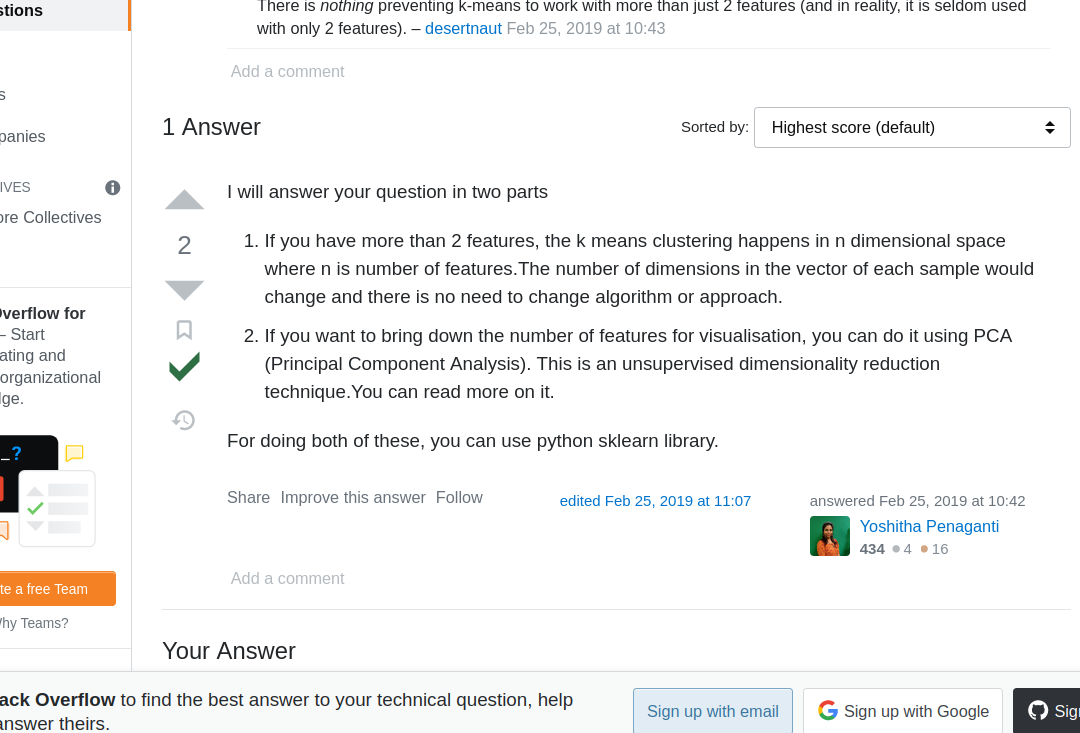 stions
s
panies
IVES
ore Collectives
Overflow for
– Start
ating and
organizational
lge.
_?
te a free Team
Why Teams?
There is nothing preventing k-means to work with more than just 2 features (and in reality, it is seldom used
with only 2 features). – desertnaut Feb 25, 2019 at 10:43
Add a comment
1 Answer
Sorted by:
Highest score (default)
2
I will answer your question in two parts
1. If you have more than 2 features, the k means clustering happens in n dimensional space
where n is number of features.The number of dimensions in the vector of each sample would
change and there is no need to change algorithm or approach.
2. If you want to bring down the number of features for visualisation, you can do it using PCA
(Principal Component Analysis). This is an unsupervised dimensionality reduction
technique.You can read more on it.
For doing both of these, you can use python sklearn library.
Share Improve this answer Follow
edited Feb 25, 2019 at 11:07
answered Feb 25, 2019 at 10:42
Yoshitha Penaganti
434 4 16
Add a comment
Your Answer
ack Overflow to find the best answer to your technical question, help
answer theirs.
Sign up with email
Sign up with Google
Sig